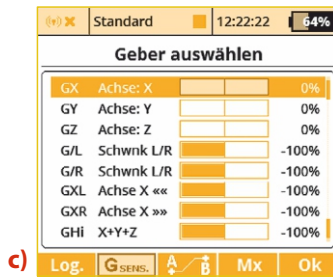 Standard 12:22:22 64%
Geber auswählen
GX Achse: X 0%
GY Achse: Y 0%
GZ Achse: Z 0%
G/L Schwnk L/R -100%
G/R Schwnk L/R -100%
GXL Achse X «« -100%
GXR Achse X »» -100%
GHi X+Y+Z -100%
c) Log. G SENS. A B Mx Ok